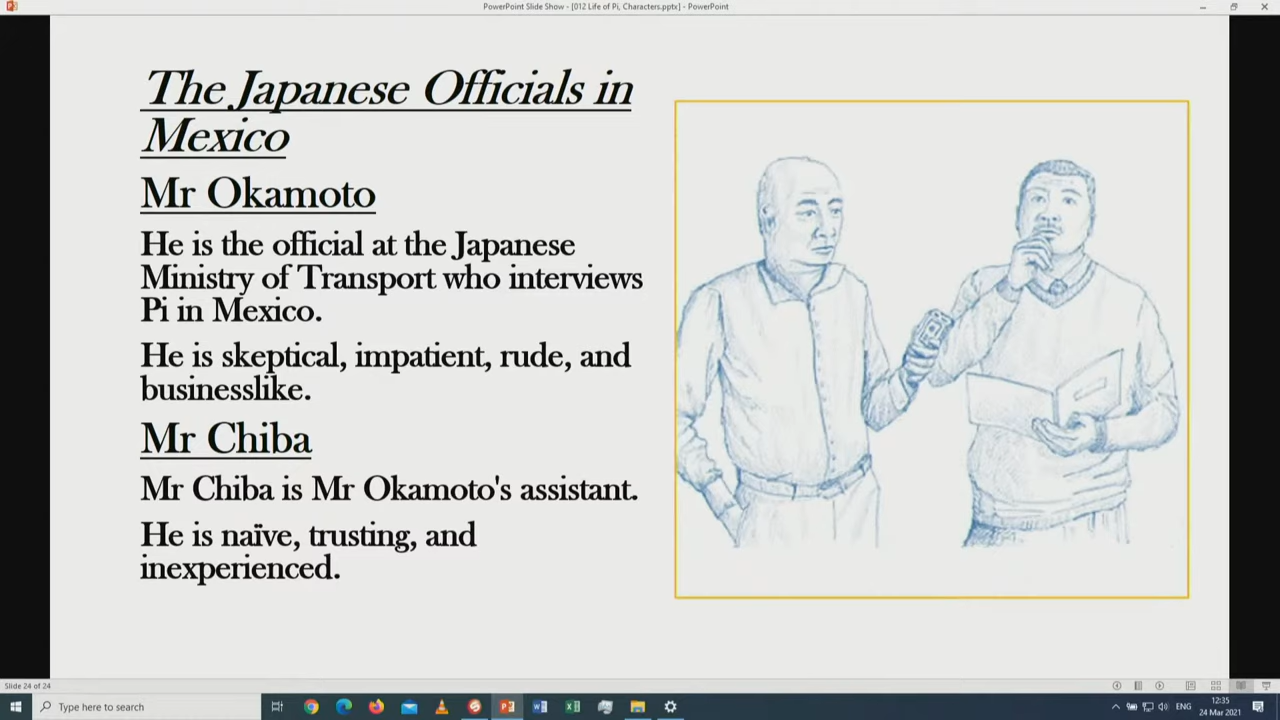 PowerPoint Slide Show - [012 Life of Pi, Characters.pptx] - PowerPoint
The Japanese Officials in
Mexico
Mr Okamoto
He is the official at the Japanese
Ministry of Transport who interviews
Pi in Mexico.
He is skeptical, impatient, rude, and
businesslike.
Mr Chiba
Mr Chiba is Mr Okamoto's assistant.
He is naïve, trusting, and
inexperienced.
Slide 24 of 24
Type here to search
ENG
12:35
24 Mar 2021